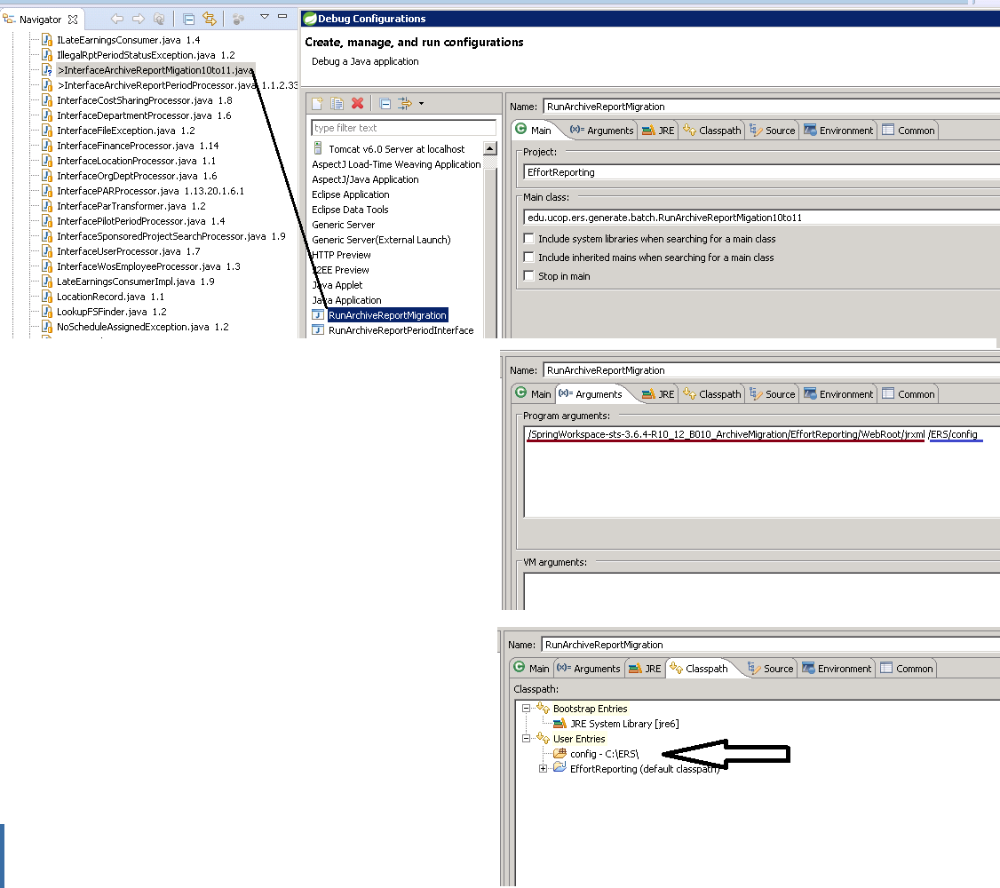 Navigator
ILateEarningsConsumer.java 1.4
IllegalRptPeriodStatusException.java 1.2
>InterfaceArchiveReportMigation10to11.java
>InterfaceArchiveReportPeriodProcessor.java 1.1.2.33
InterfaceCostSharingProcessor.java 1.8
InterfaceDepartmentProcessor.java 1.6
InterfaceFileException.java 1.2
InterfaceFinanceProcessor.java 1.14
InterfaceLocationProcessor.java 1.1
InterfaceOrgDeptProcessor.java 1.6
InterfacePARProcessor.java 1.13.20.1.6.1
InterfaceParTransformer.java 1.2
InterfacePilotPeriodProcessor.java 1.4
InterfaceSponsoredProjectSearchProcessor.java 1.9
InterfaceUserProcessor.java 1.7
InterfaceWosEmployeeProcessor.java 1.3
LateEarningsConsumerImpl.java 1.9
LocationRecord.java 1.1
LookupFSFinder.java 1.2
NoScheduleAssignedException.java 1.2
Debug Configurations
Create, manage, and run configurations
Debug a Java application
type filter text
Tomcat v6.0 Server at localhost
AspectJ Load-Time Weaving Application
AspectJ/Java Application
Eclipse Application
Eclipse Data Tools
Generic Server
Generic Server(External Launch)
HTTP Preview
J2EE Preview
Java Applet
Java Application
RunArchiveReportMigration
RunArchiveReportPeriodInterface
Name: RunArchiveReportMigration
Main (x)= Arguments JRE Classpath Source Environment Common
Project:
EffortReporting
Main class:
edu.ucop.ers.generate.batch.RunArchiveReportMigation10to11
Include system libraries when searching for a main class
Include inherited mains when searching for a main class
Stop in main
Name: RunArchiveReportMigration
Main (x)= Arguments JRE Classpath Source Environment Common
Program arguments:
/SpringWorkspace-sts-3.6.4-R10_12_B010_ArchiveMigration/EffortReporting/WebRoot/jrxml /ERS/config
VM arguments:
Name: RunArchiveReportMigration
Main (x)= Arguments JRE Classpath Source Environment Common
Classpath:
Bootstrap Entries
JRE System Library [jre6]
User Entries
config - C:\ERS\
EffortReporting (default classpath)